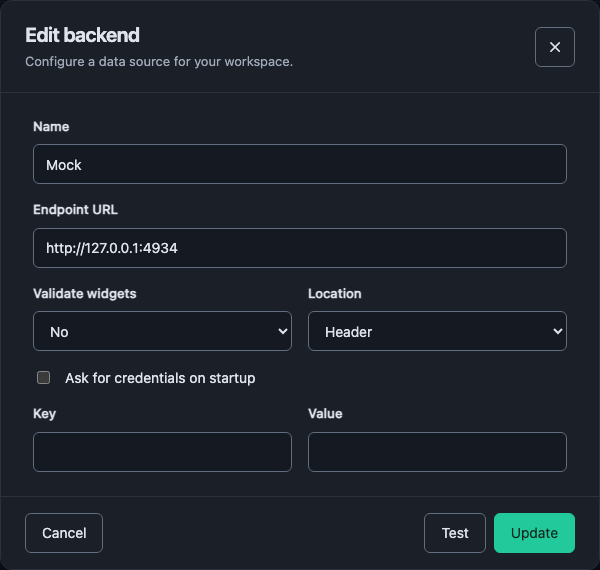 Edit backend
Configure a data source for your workspace.
Name
Mock
Endpoint URL
http://127.0.0.1:4934
Validate widgets
Location
No
Header
Ask for credentials on startup
Key
Value
Cancel
Test
Update